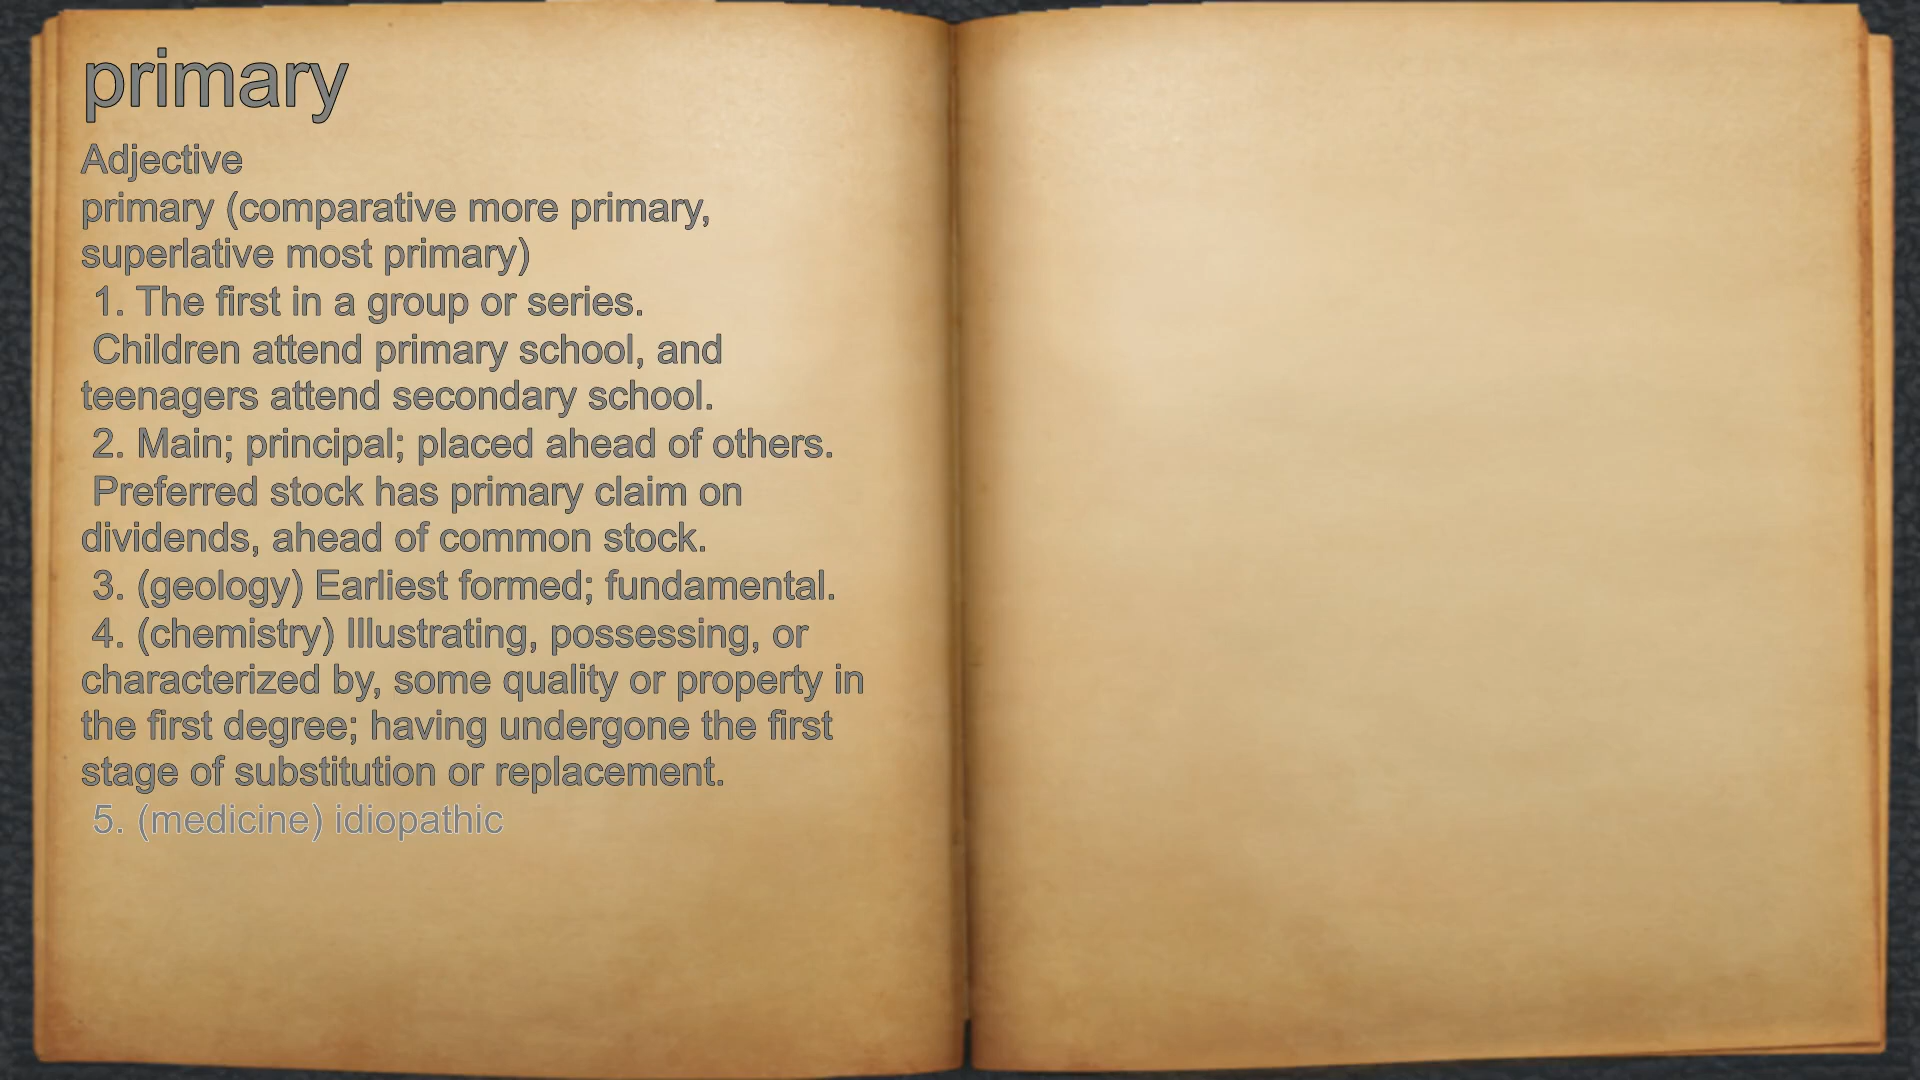 primary
Adjective
primary (comparative more primary,
superlative most primary)
1. The first in a group or series.
Children attend primary school, and
teenagers attend secondary school.
2. Main; principal; placed ahead of others.
Preferred stock has primary claim on
dividends, ahead of common stock.
3. (geology) Earliest formed; fundamental.
4. (chemistry) Illustrating, possessing, or
characterized by, some quality or property in
the first degree; having undergone the first
stage of substitution or replacement.
5. (medicine) idiopathic